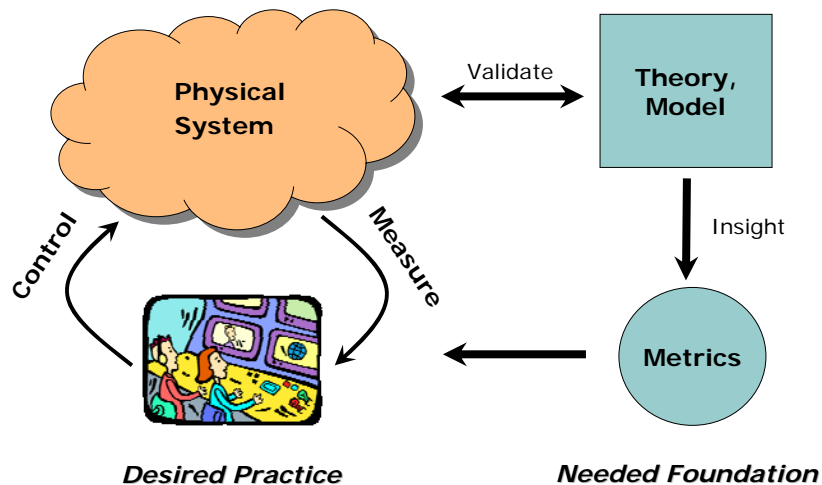 Physical
System
Validate
Theory,
Model
Control
Measure
Insight
Metrics
Desired Practice
Needed Foundation